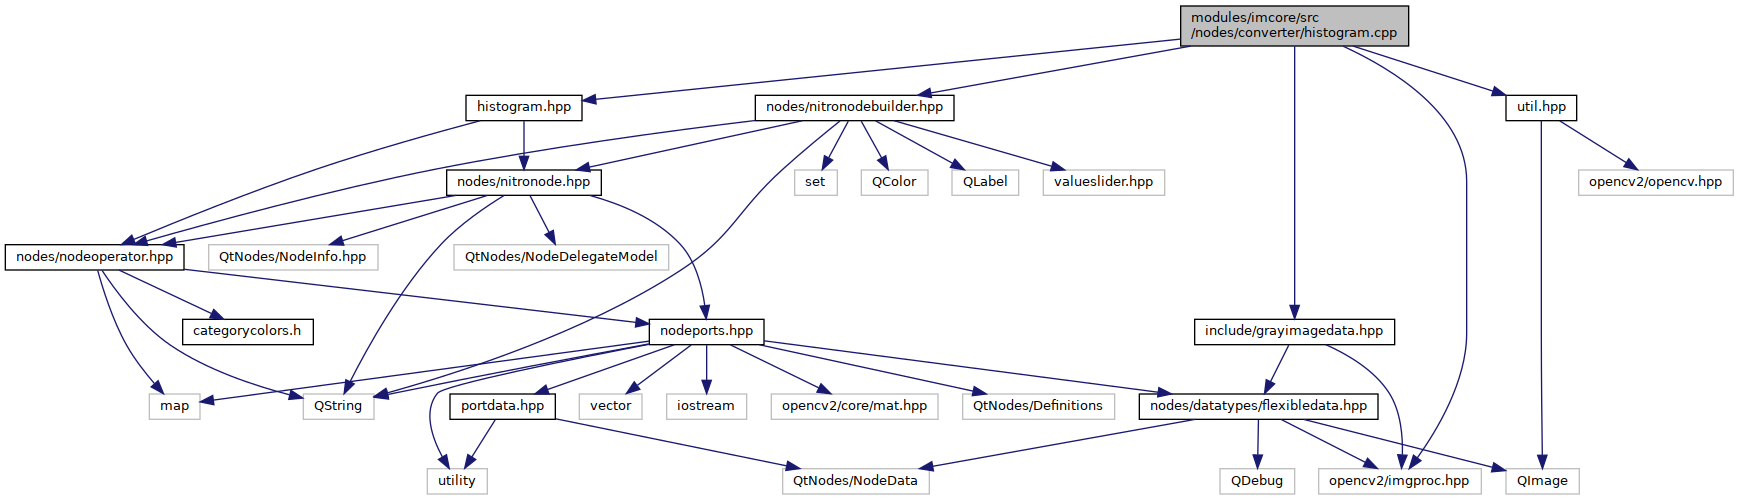 modules/imcore/src
/nodes/converter/histogram.cpp
histogram.hpp
nodes/nitronodebuilder.hpp
util.hpp
nodes/nitronode.hpp
set
QColor
QLabel
valueslider.hpp
opencv2/opencv.hpp
nodes/nodeoperator.hpp
QtNodes/NodeInfo.hpp
QtNodes/NodeDelegateModel
categorycolors.h
nodeports.hpp
include/grayimagedata.hpp
map
QString
portdata.hpp
vector
iostream
opencv2/core/mat.hpp
QtNodes/Definitions
nodes/datatypes/flexibledata.hpp
utility
QtNodes/NodeData
QDebug
opencv2/imgproc.hpp
QImage